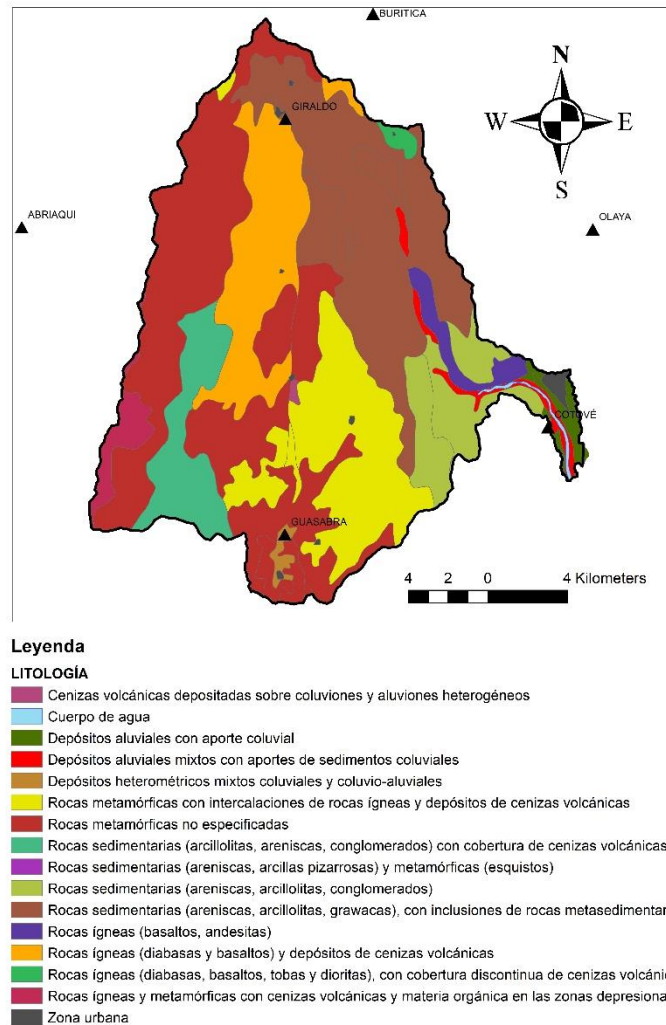 BURITICA
N
GIRALDO
W E
S
ABRIAQUI
OLAYA
COTOVÉ
GUASABRA
4 2 0 4 Kilometers
Leyenda
LITOLOGÍA
Cenizas volcánicas depositadas sobre coluviones y aluviones heterogéneos
Cuerpo de agua
Depósitos aluviales con aporte coluvial
Depósitos aluviales mixtos con aportes de sedimentos coluviales
Depósitos heterométricos mixtos coluviales y coluvio-aluviales
Rocas metamórficas con intercalaciones de rocas ígneas y depósitos de cenizas volcánicas
Rocas metamórficas no especificadas
Rocas sedimentarias (arcillolitas, areniscas, conglomerados) con cobertura de cenizas volcánicas
Rocas sedimentarias (areniscas, arcillas pizarrosas) y metamórficas (esquistos)
Rocas sedimentarias (areniscas, arcillolitas, conglomerados)
Rocas sedimentarias (areniscas, arcillolitas, grawacas), con inclusiones de rocas metasedimentar
Rocas ígneas (basaltos, andesitas)
Rocas ígneas (diabasas y basaltos) y depósitos de cenizas volcánicas
Rocas ígneas (diabasas, basaltos, tobas y dioritas), con cobertura discontinua de cenizas volcáni
Rocas ígneas y metamórficas con cenizas volcánicas y materia orgánica en las zonas depresiona
Zona urbana